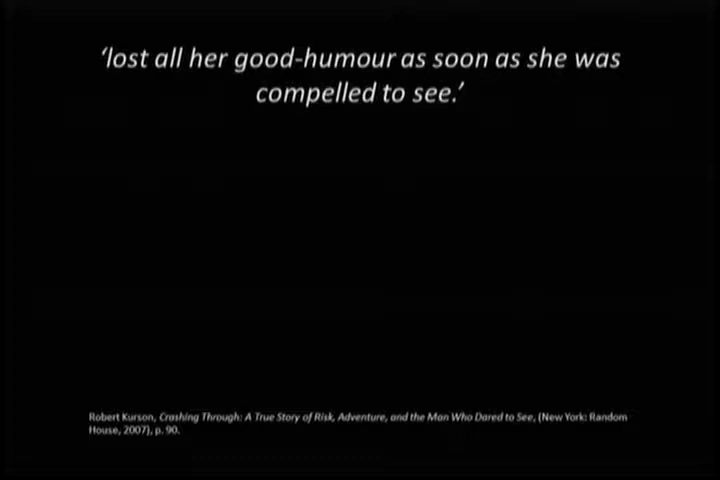 ‘lost all her good-humour as soon as she was
compelled to see.’
Robert Kurson, Crashing Through: A True Story of Risk, Adventure, and the Man Who Dared to See, (New York: Random
House, 2007), p. 90.